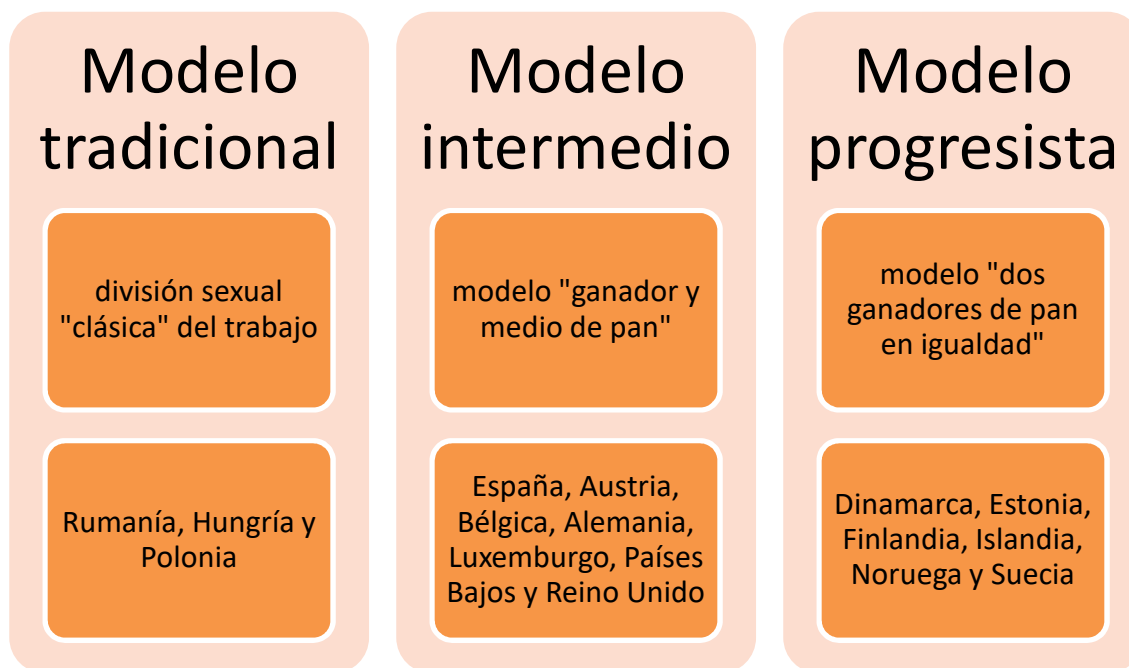 Modelo
tradicional
división sexual
"clásica" del trabajo
Rumanía, Hungría y
Polonia
Modelo
intermedio
modelo "ganador y
medio de pan"
España, Austria,
Bélgica, Alemania,
Luxemburgo, Países
Bajos y Reino Unido
Modelo
progresista
modelo "dos
ganadores de pan
en igualdad"
Dinamarca, Estonia,
Finlandia, Islandia,
Noruega y Suecia